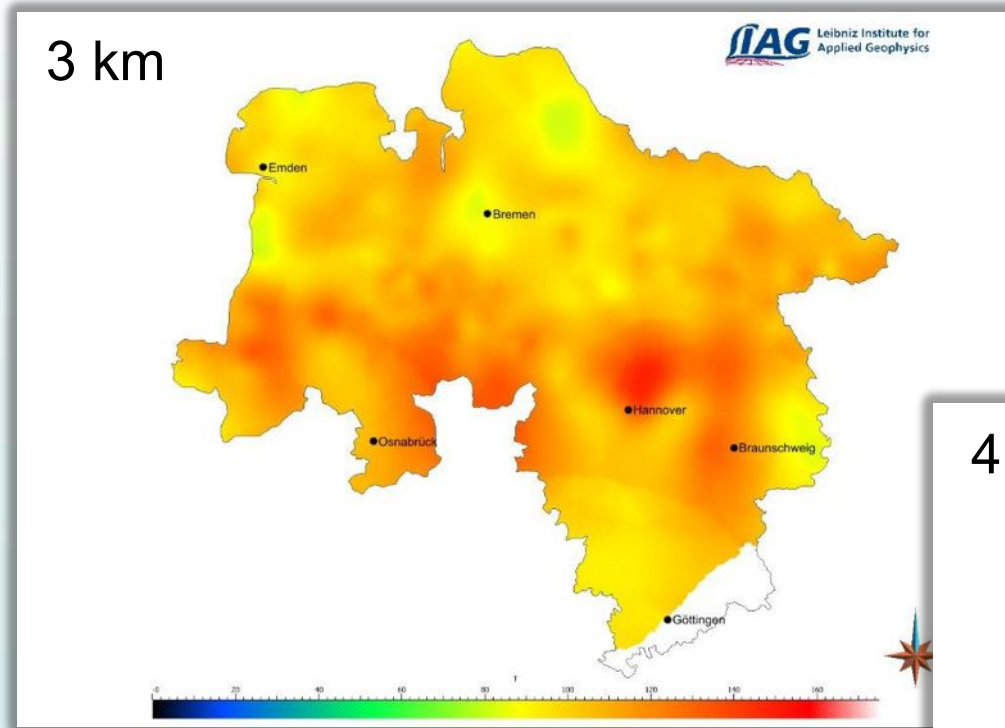 3 km
LIAG Leibniz Institute for
Applied Geophysics
Emden
Bremen
Hannover
Osnabrück
Braunschweig
4
Göttingen
T
0 20 40 60 80 100 120 140 160